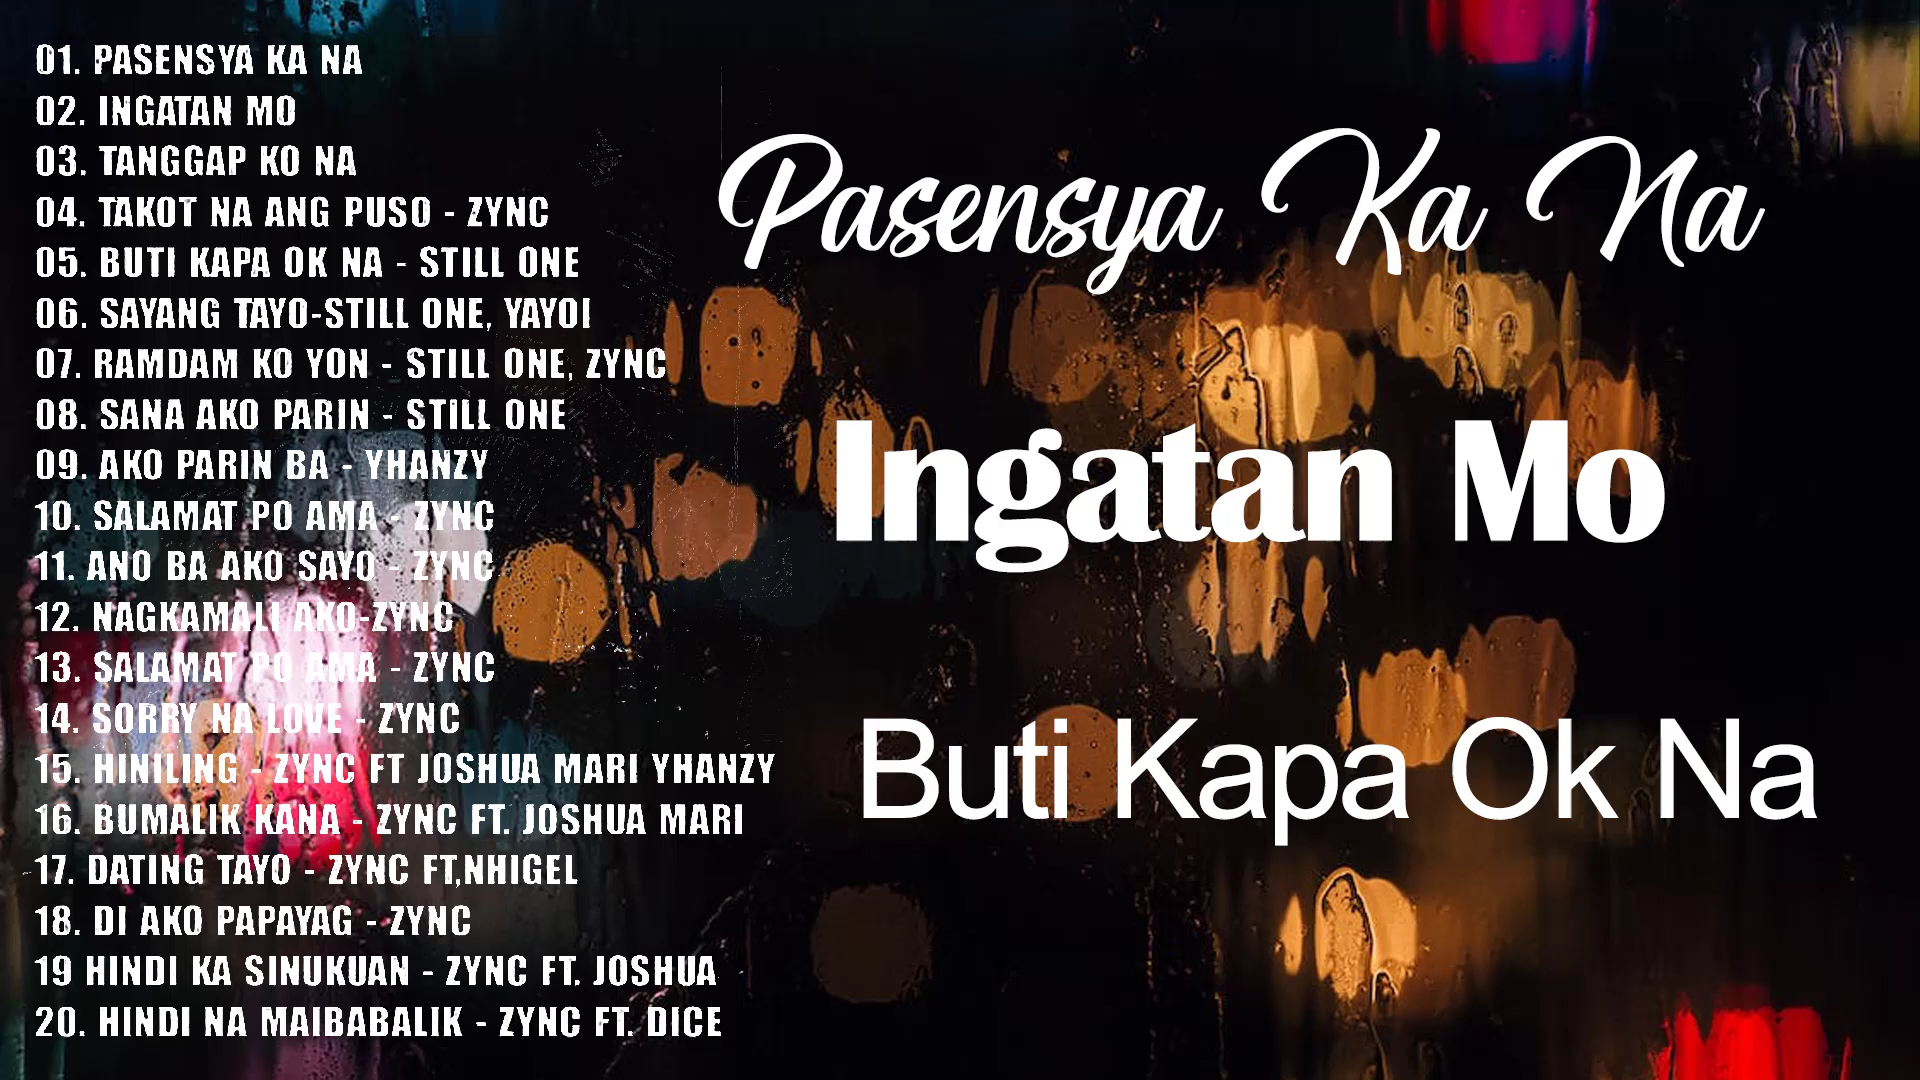 01. PASENSYA KA NA
02. INGATAN MO
03. TANGGAP KO NA
04. TAKOT NA ANG PUSO - ZYNC
05. BUTI KAPA OK NA - STILL ONE
06. SAYANG TAYO-STILL ONE, YAYOI
07. RAMDAM KO YON - STILL ONE, ZYNC
08. SANA AKO PARIN - STILL ONE
09. AKO PARIN BA - YHANZY
10. SALAMAT PO AMA - ZYNC
11. ANO BA AKO SAYO - ZYNC
12. NAGKAMALI AKO-ZYNC
13. SALAMAT PO AMA - ZYNC
14. SORRY NA LOVE - ZYNC
15. HINILING - ZYNC FT JOSHUA MARI YHANZY
16. BUMALIK KANA - ZYNC FT. JOSHUA MARI
17. DATING TAYO - ZYNC FT,NHIGEL
18. DI AKO PAPAYAG - ZYNC
19 HINDI KA SINUKUAN - ZYNC FT. JOSHUA
20. HINDI NA MAIBABALIK - ZYNC FT. DICE
Pasensya Ka Na
Ingatan Mo
Buti Kapa Ok Na